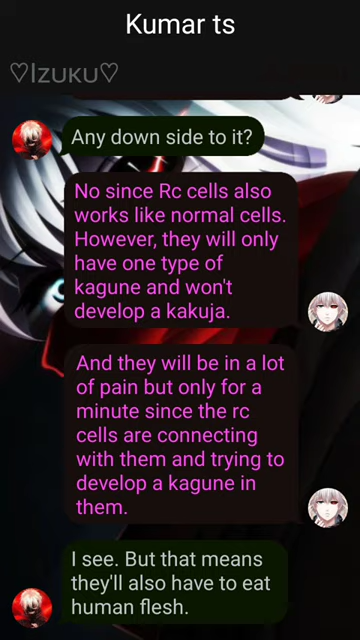 Kumar ts
♡Izuku♡
Any down side to it?
No since Rc cells also
works like normal cells.
However, they will only
have one type of
kagune and won't
develop a kakuja.
And they will be in a lot
of pain but only for a
minute since the rc
cells are connecting
with them and trying to
develop a kagune in
them.
I see. But that means
they'll also have to eat
human flesh.